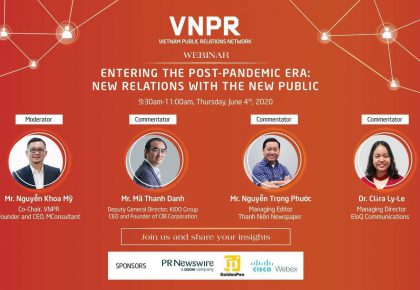 VNPR
VIETNAM PUBLIC RELATIONS NETWORK
WEBINAR
ENTERING THE POST-PANDEMIC ERA:
NEW RELATIONS WITH THE NEW PUBLIC
9:30am-11:00am, Thursday, June 4th, 2020
Moderator
Commentator
Commentator
Commentator
Mr. Nguyễn Khoa Mỹ
Co-Chair, VNPR
Founder and CEO, MConsultant
Mr. Mã Thanh Danh
Deputy General Director, KIDO Group
CEO and Founder of CIB Corporation
Mr. Nguyễn Trọng Phước
Managing Editor
Thanh Niên Newspaper
Dr. Clira Ly-Le
Managing Director
EloQ Communications
Join us and share your insights
SPONSORS
PR Newswire
a CISION company
GoldenPen
CISCO Webex